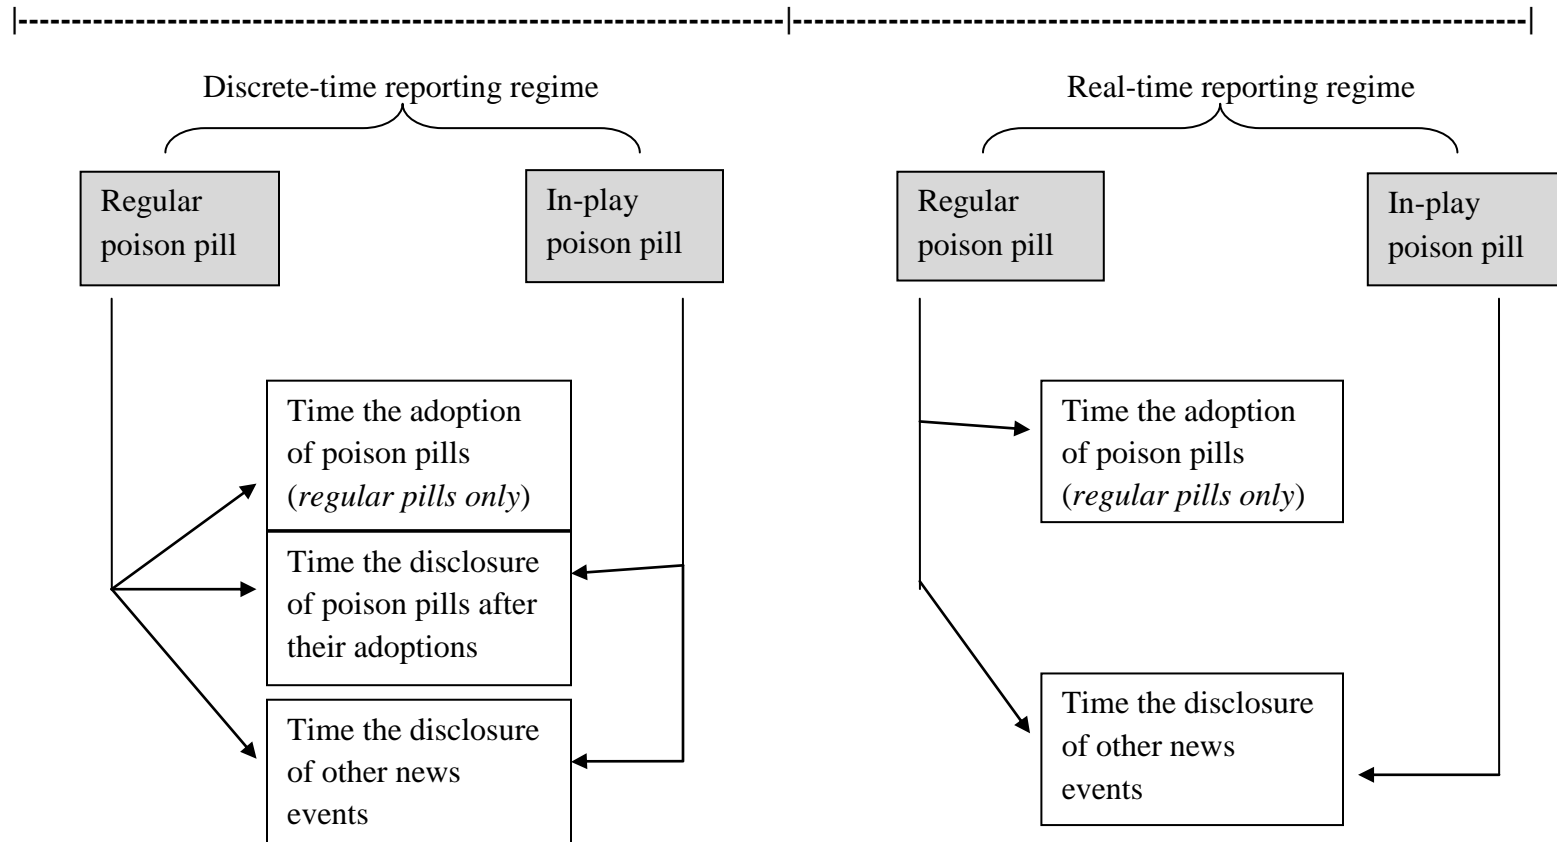 Discrete-time reporting regime
Real-time reporting regime
Regular
poison pill
In-play
poison pill
Regular
poison pill
In-play
poison pill
Time the adoption
of poison pills
(regular pills only)
Time the disclosure
of poison pills after
their adoptions
Time the disclosure
of other news
events
Time the adoption
of poison pills
(regular pills only)
Time the disclosure
of other news
events